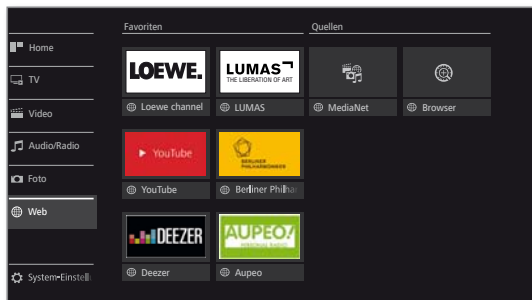 Favoriten
Quellen
Home
TV
Video
Audio/Radio
Foto
Web
System-Einstell
LOEWE.
Loewe channel
LUMAS
THE LIBERATION OF ART
LUMAS
MediaNet
Browser
YouTube
YouTube
BERLINER
PHILHARMONIKER
Berliner Philhar
DEEZER
Deezer
AUPEO!
PERSONAL RADIO
Aupeo